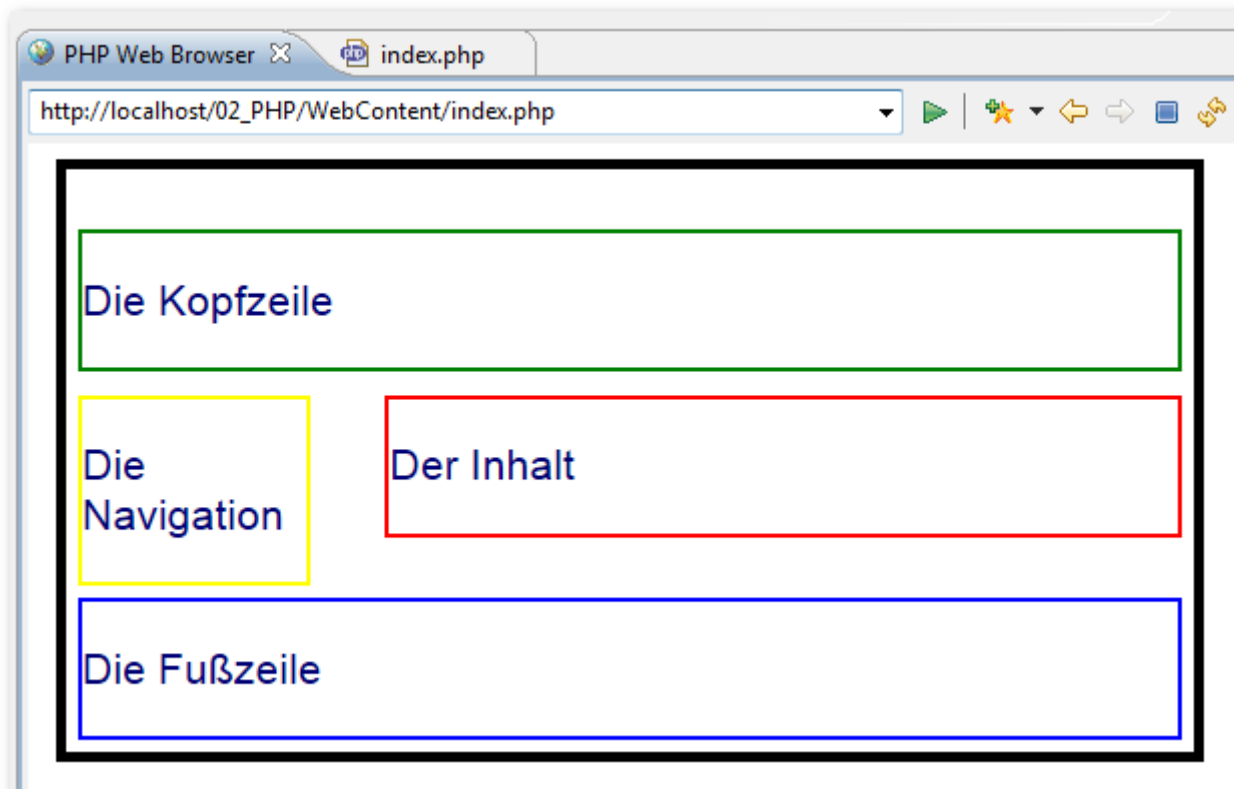 PHP Web Browser index.php
http://localhost/02_PHP/WebContent/index.php
Die Kopfzeile
Die
Navigation
Der Inhalt
Die Fußzeile